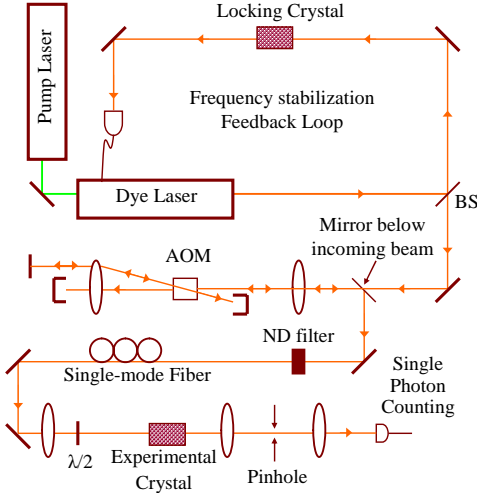 Locking Crystal
Pump Laser
Frequency stabilization
Feedback Loop
Dye Laser
BS
Mirror below
incoming beam
AOM
ND filter
Single-mode Fiber
Single
Photon
Counting
λ/2
Experimental
Crystal
Pinhole